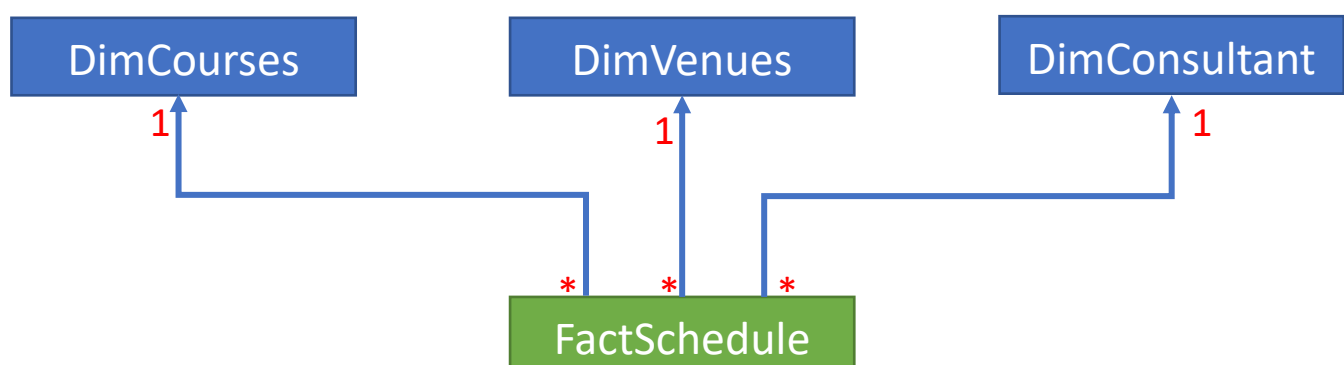 DimCourses
DimVenues
DimConsultant
1
1
1
*
*
*
FactSchedule